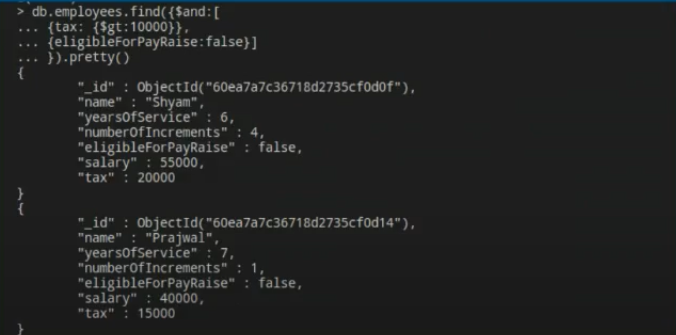 > db.employees.find({$and:[
... {tax: {$gt:10000}},
... {eligibleForPayRaise:false}]
... }).pretty()
{
        "_id" : ObjectId("60ea7a7c36718d2735cf0d0f"),
        "name" : "Shyam",
        "yearsOfService" : 6,
        "numberOfIncrements" : 4,
        "eligibleForPayRaise" : false,
        "salary" : 55000,
        "tax" : 20000
}
{
        "_id" : ObjectId("60ea7a7c36718d2735cf0d14"),
        "name" : "Prajwal",
        "yearsOfService" : 7,
        "numberOfIncrements" : 1,
        "eligibleForPayRaise" : false,
        "salary" : 40000,
        "tax" : 15000
}